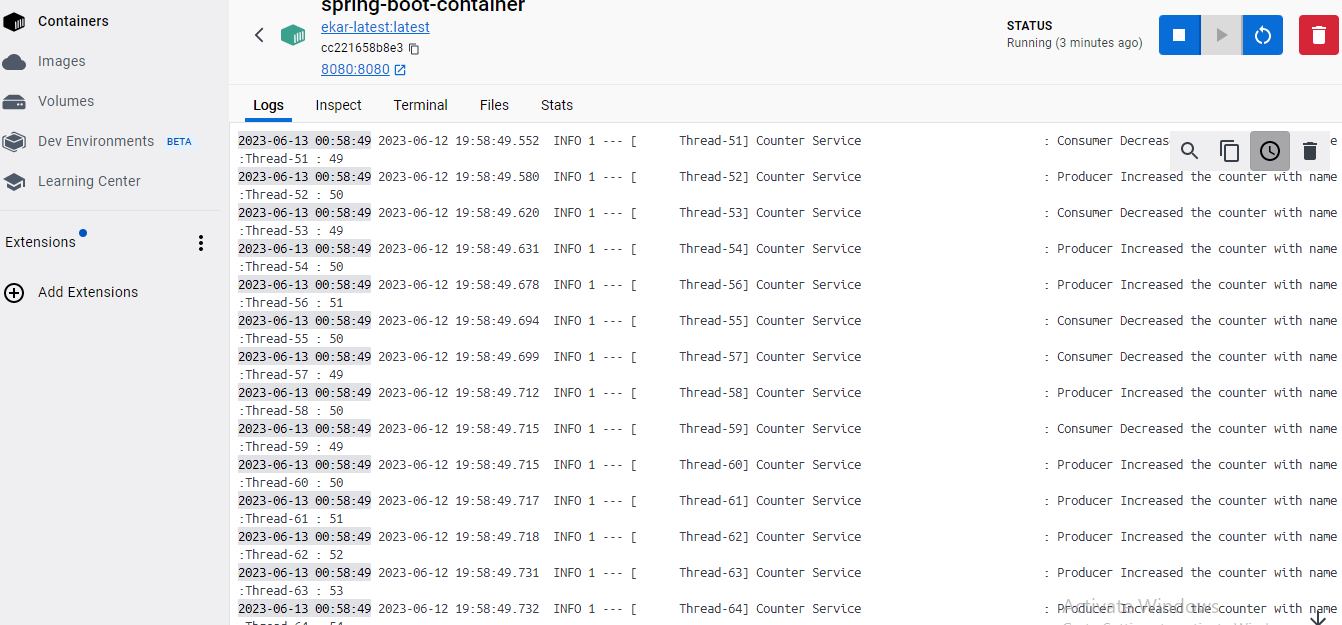 Containers
Images
Volumes
Dev Environments BETA
Learning Center
Extensions
Add Extensions
spring-boot-container
ekar-latest:latest
cc221658b8e3
8080:8080
STATUS
Running (3 minutes ago)
Logs Inspect Terminal Files Stats
2023-06-13 00:58:49 2023-06-12 19:58:49.552 INFO 1 --- [ Thread-51] Counter Service : Consumer Decreas e
:Thread-51 : 49
2023-06-13 00:58:49 2023-06-12 19:58:49.580 INFO 1 --- [ Thread-52] Counter Service : Producer Increased the counter with name
:Thread-52 : 50
2023-06-13 00:58:49 2023-06-12 19:58:49.620 INFO 1 --- [ Thread-53] Counter Service : Consumer Decreased the counter with name
:Thread-53 : 49
2023-06-13 00:58:49 2023-06-12 19:58:49.631 INFO 1 --- [ Thread-54] Counter Service : Producer Increased the counter with name
:Thread-54 : 50
2023-06-13 00:58:49 2023-06-12 19:58:49.678 INFO 1 --- [ Thread-56] Counter Service : Producer Increased the counter with name
:Thread-56 : 51
2023-06-13 00:58:49 2023-06-12 19:58:49.694 INFO 1 --- [ Thread-55] Counter Service : Consumer Decreased the counter with name
:Thread-55 : 50
2023-06-13 00:58:49 2023-06-12 19:58:49.699 INFO 1 --- [ Thread-57] Counter Service : Consumer Decreased the counter with name
:Thread-57 : 49
2023-06-13 00:58:49 2023-06-12 19:58:49.712 INFO 1 --- [ Thread-58] Counter Service : Producer Increased the counter with name
:Thread-58 : 50
2023-06-13 00:58:49 2023-06-12 19:58:49.715 INFO 1 --- [ Thread-59] Counter Service : Consumer Decreased the counter with name
:Thread-59 : 49
2023-06-13 00:58:49 2023-06-12 19:58:49.715 INFO 1 --- [ Thread-60] Counter Service : Producer Increased the counter with name
:Thread-60 : 50
2023-06-13 00:58:49 2023-06-12 19:58:49.717 INFO 1 --- [ Thread-61] Counter Service : Producer Increased the counter with name
:Thread-61 : 51
2023-06-13 00:58:49 2023-06-12 19:58:49.718 INFO 1 --- [ Thread-62] Counter Service : Producer Increased the counter with name
:Thread-62 : 52
2023-06-13 00:58:49 2023-06-12 19:58:49.731 INFO 1 --- [ Thread-63] Counter Service : Producer Increased the counter with name
:Thread-63 : 53
2023-06-13 00:58:49 2023-06-12 19:58:49.732 INFO 1 --- [ Thread-64] Counter Service : Producer Increased the counter with name
Activate Windows